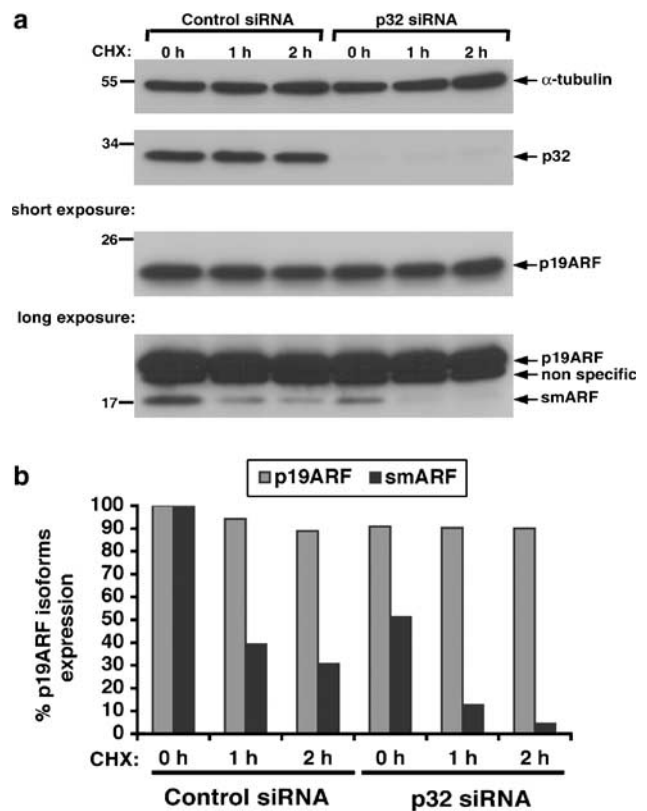 a
Control siRNA p32 siRNA
CHX: 0 h 1 h 2 h 0 h 1 h 2 h
55 α-tubulin
34
p32
short exposure:
26
p19ARF
long exposure:
p19ARF
non specific
17 smARF
b
p19ARF smARF
% p19ARF isoforms
expression
100
90
80
70
60
50
40
30
20
10
0
CHX: 0 h 1 h 2 h 0 h 1 h 2 h
Control siRNA p32 siRNA